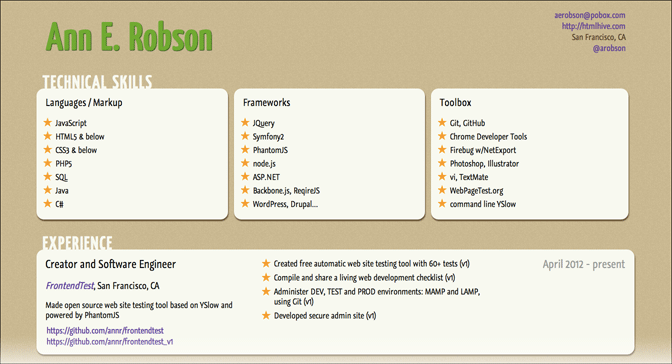 Ann E. Robson
aerobson@pobox.com
http://htmlhive.com
San Francisco, CA
@arobson
TECHNICAL SKILLS
Languages / Markup
★ JavaScript
★ HTML5 & below
★ CSS3 & below
★ PHP5
★ SQL
★ Java
★ C#
Frameworks
★ JQuery
★ Symfony2
★ PhantomJS
★ node.js
★ ASP.NET
★ Backbone.js, ReqireJS
★ WordPress, Drupal...
Toolbox
★ Git, GitHub
★ Chrome Developer Tools
★ Firebug w/NetExport
★ Photoshop, Illustrator
★ vi, TextMate
★ WebPageTest.org
★ command line YSlow
EXPERIENCE
Creator and Software Engineer
FrontendTest, San Francisco, CA
Made open source web site testing tool based on YSlow and
powered by PhantomJS
https://github.com/annr/frontendtest
https://github.com/annr/frontendtest_v1
★ Created free automatic web site testing tool with 60+ tests (v1)
★ Compile and share a living web development checklist (v1)
★ Administer DEV, TEST and PROD environments: MAMP and LAMP,
using Git (v1)
★ Developed secure admin site (v1)
April 2012 - present